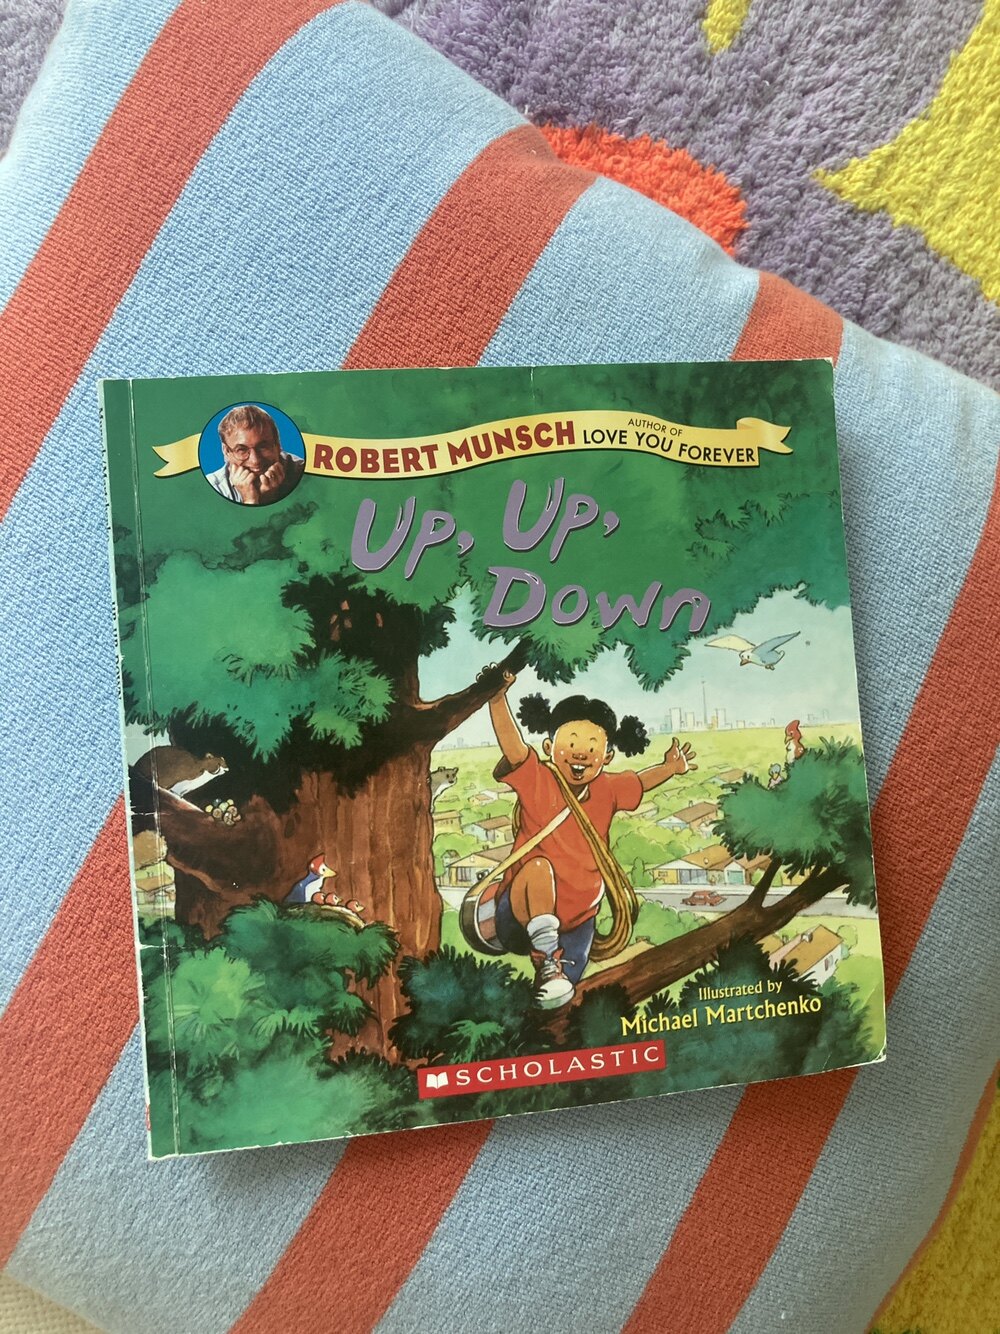 ROBERT MUNSCH
AUTHOR OF
LOVE YOU FOREVER
Up, Up,
Down
Illustrated by
Michael Martchenko
SCHOLASTIC